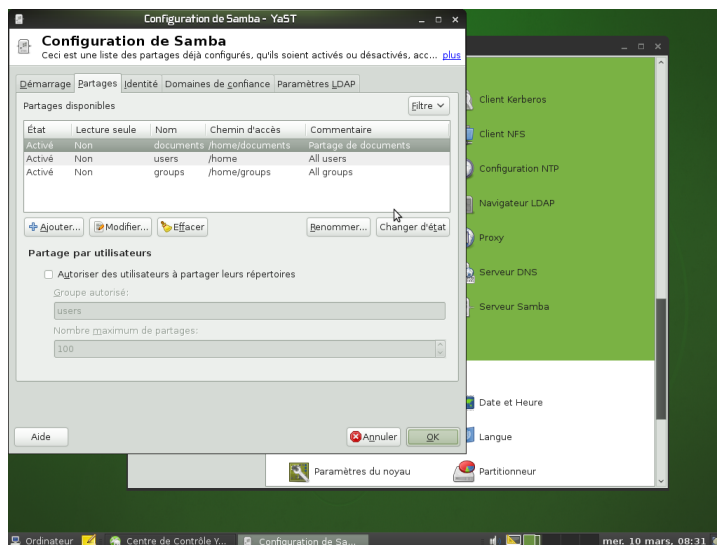 Configuration de Samba - YaST
Configuration de Samba
Ceci est une liste des partages déjà configurés, qu'ils soient activés ou désactivés, acc... plus
Démarrage Partages Identité Domaines de confiance Paramètres LDAP
Partages disponibles Filtre
État Lecture seule Nom Chemin d'accès Commentaire
Activé Non documents /home/documents Partage de documents
Activé Non users /home All users
Activé Non groups /home/groups All groups
Ajouter... Modifier... Effacer Renommer... Changer d'état
Partage par utilisateurs
Autoriser des utilisateurs à partager leurs répertoires
Groupe autorisé:
users
Nombre maximum de partages:
100
Aide Annuler OK
Client Kerberos
Client NFS
Configuration NTP
Navigateur LDAP
Proxy
Serveur DNS
Serveur Samba
Date et Heure
Langue
Paramètres du noyau Partitionneur
Ordinateur Centre de Contrôle Y... Configuration de Sa... mer. 10 mars, 08:31